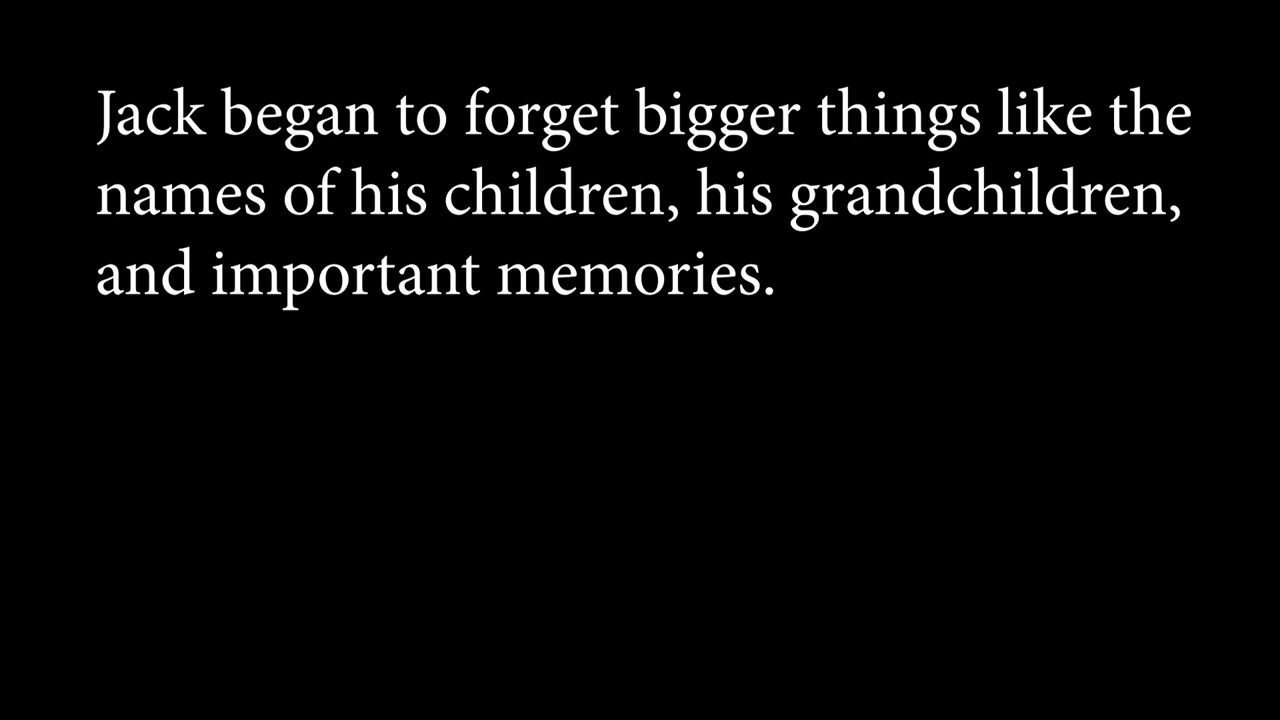 Jack began to forget bigger things like the
names of his children, his grandchildren,
and important memories.